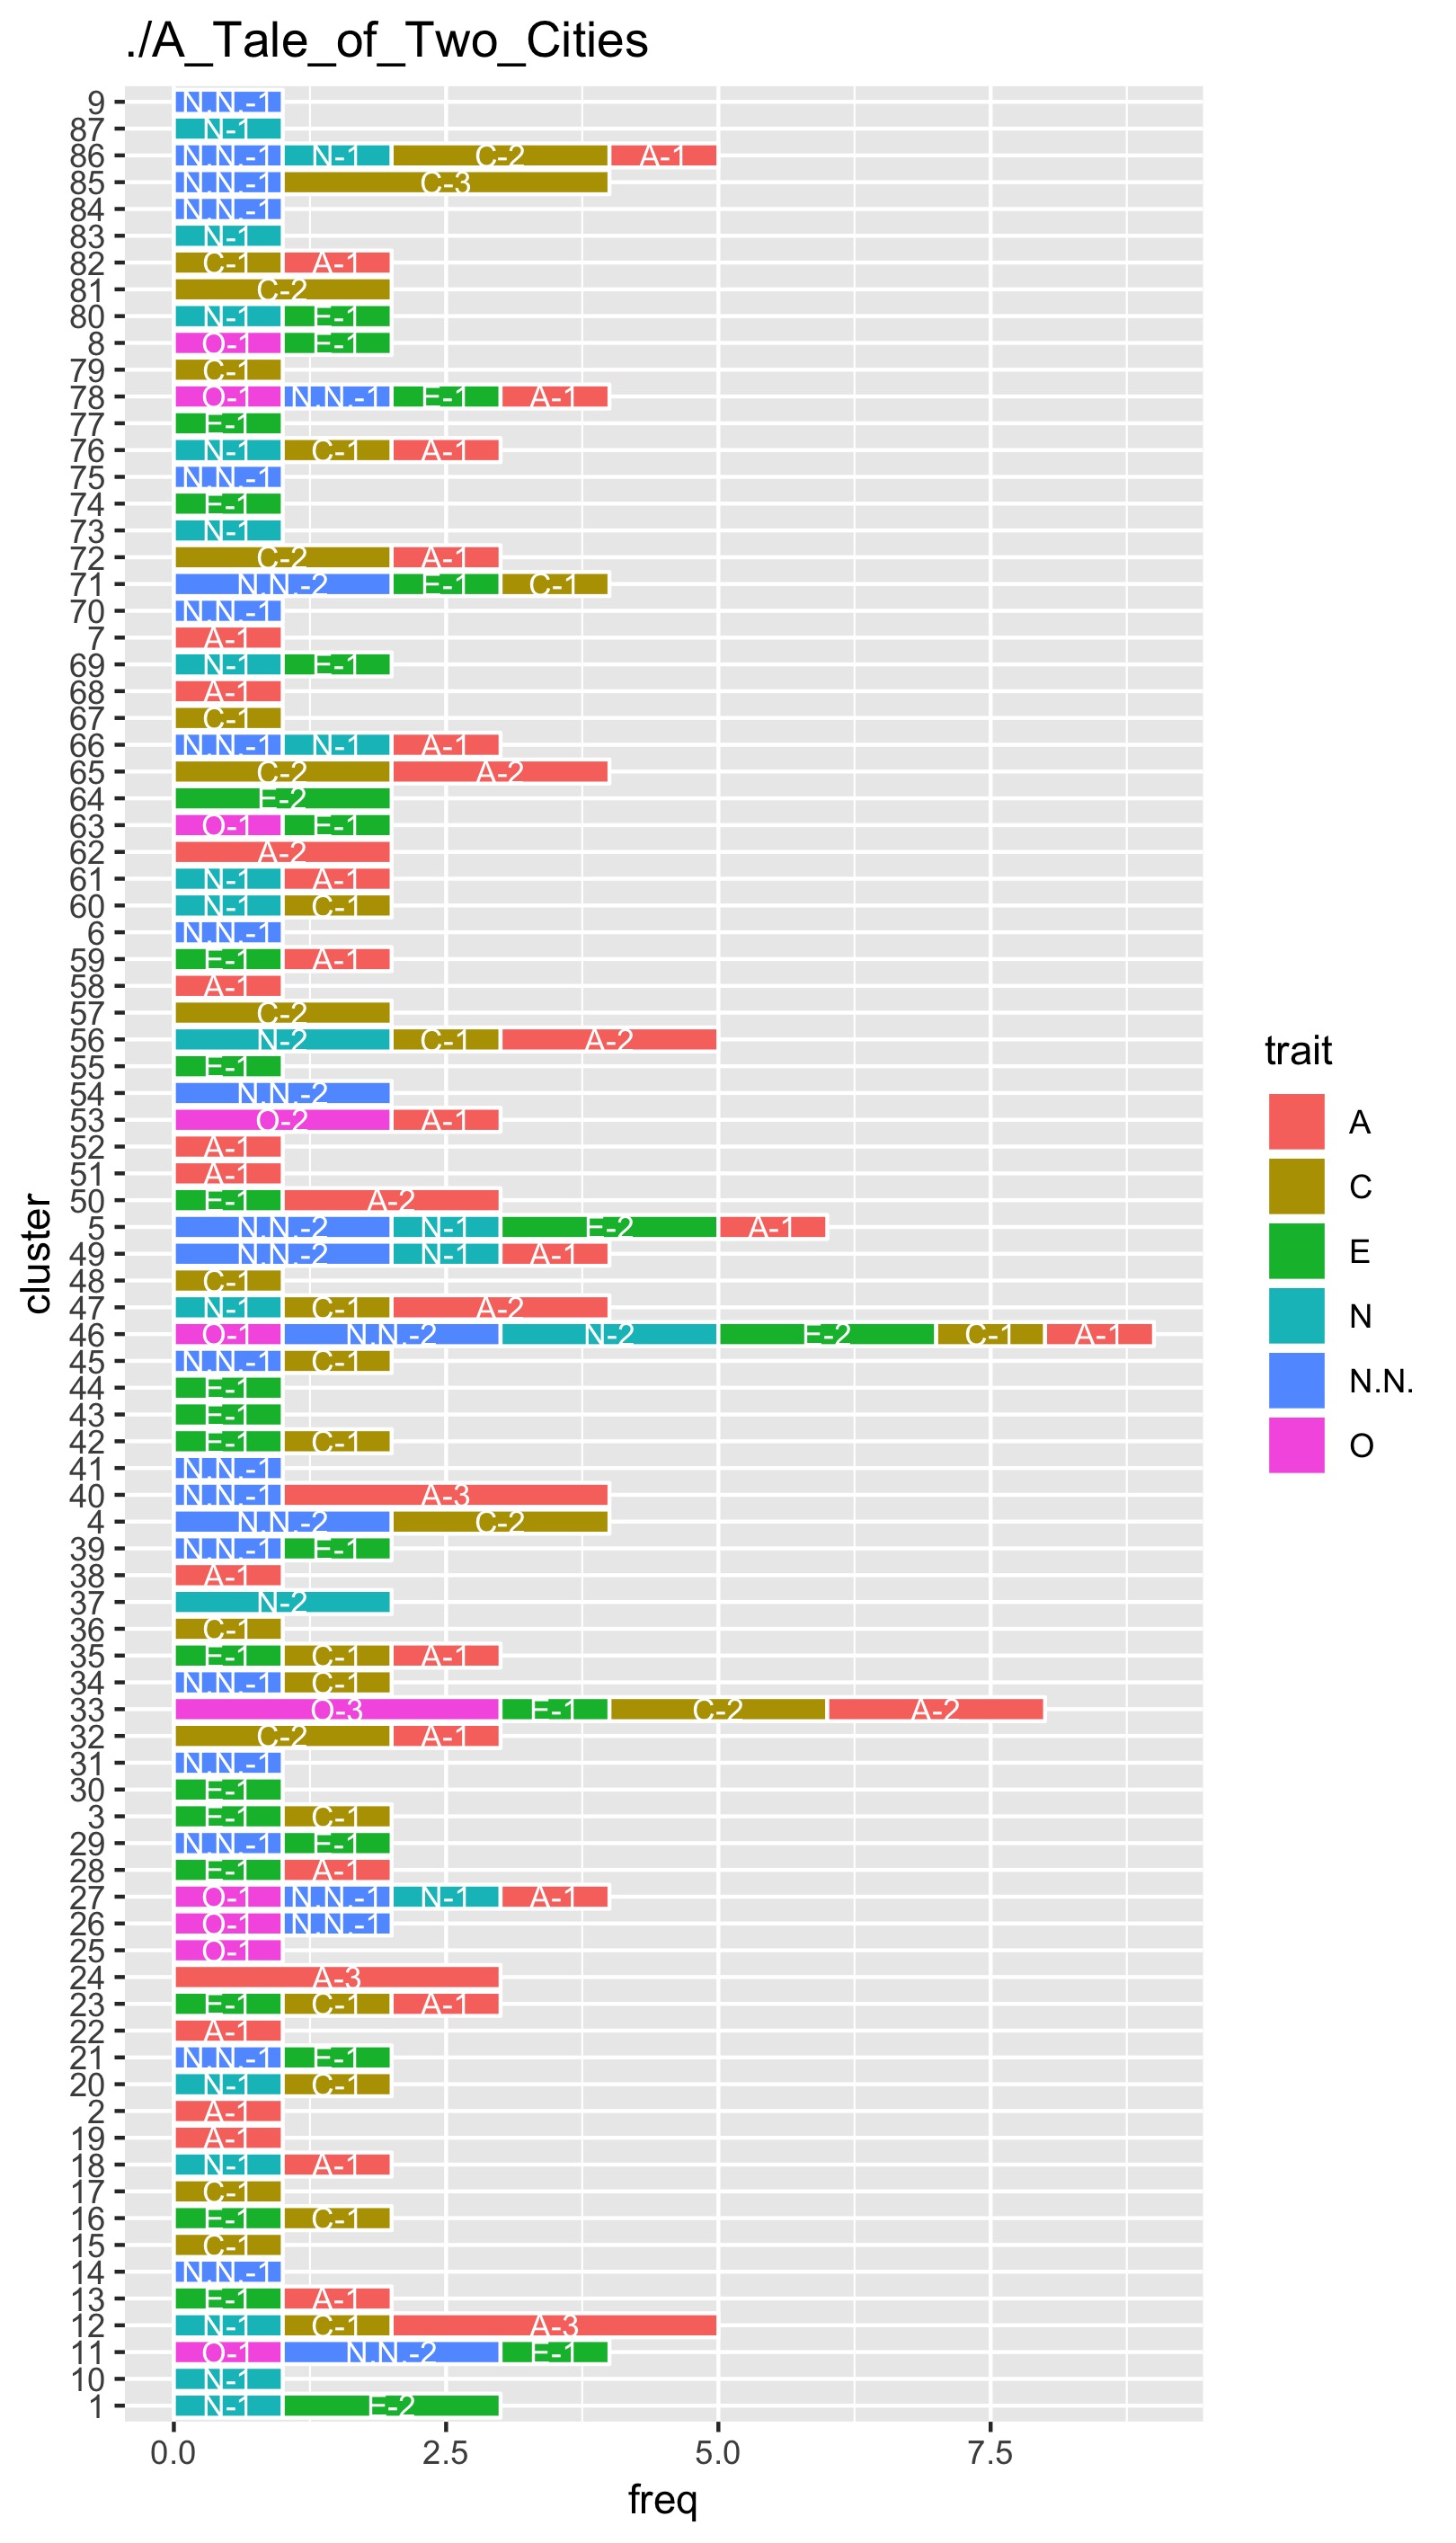 ./A_Tale_of_Two_Cities
9 N.N.-1
87 N-1
86 N.N.-1 N-1 C-2 A-1
85 N.N.-1 C-3
84 N.N.-1
83 N-1
82 C-1 A-1
81 C-2
80 N-1 E-1
8 O-1 E-1
79 C-1
78 O-1 N.N.-1 E-1 A-1
77 E-1
76 N-1 C-1 A-1
75 N.N.-1
74 E-1
73 N-1
72 C-2 A-1
71 N.N.-2 E-1 C-1
70 N.N.-1
7 A-1
69 N-1 E-1
68 A-1
67 C-1
66 N.N.-1 N-1 A-1
65 C-2 A-2
64 E-2
63 O-1 E-1
62 A-2
61 N-1 A-1
60 N-1 C-1
6 N.N.-1
59 E-1 A-1
58 A-1
57 C-2
56 N-2 C-1 A-2
55 E-1
54 N.N.-2
53 O-2 A-1
52 A-1
51 A-1
50 E-1 A-2
5 N.N.-2 N-1 E-2 A-1
49 N.N.-2 N-1 A-1
48 C-1
47 N-1 C-1 A-2
46 O-1 N.N.-2 N-2 E-2 C-1 A-1
45 N.N.-1 C-1
44 E-1
43 E-1
42 E-1 C-1
41 N.N.-1
40 N.N.-1 A-3
4 N.N.-2 C-2
39 N.N.-1 E-1
38 A-1
37 N-2
36 C-1
35 E-1 C-1 A-1
34 N.N.-1 C-1
33 O-3 E-1 C-2 A-2
32 C-2 A-1
31 N.N.-1
30 E-1
3 E-1 C-1
29 N.N.-1 E-1
28 E-1 A-1
27 O-1 N.N.-1 N-1 A-1
26 O-1 N.N.-1
25 O-1
24 A-3
23 E-1 C-1 A-1
22 A-1
21 N.N.-1 E-1
20 N-1 C-1
2 A-1
19 A-1
18 N-1 A-1
17 C-1
16 E-1 C-1
15 C-1
14 N.N.-1
13 E-1 A-1
12 N-1 C-1 A-3
11 O-1 N.N.-2 E-1
10 N-1
1 N-1 E-2
0.0 2.5 5.0 7.5
freq
cluster
trait
A
C
E
N
N.N.
O